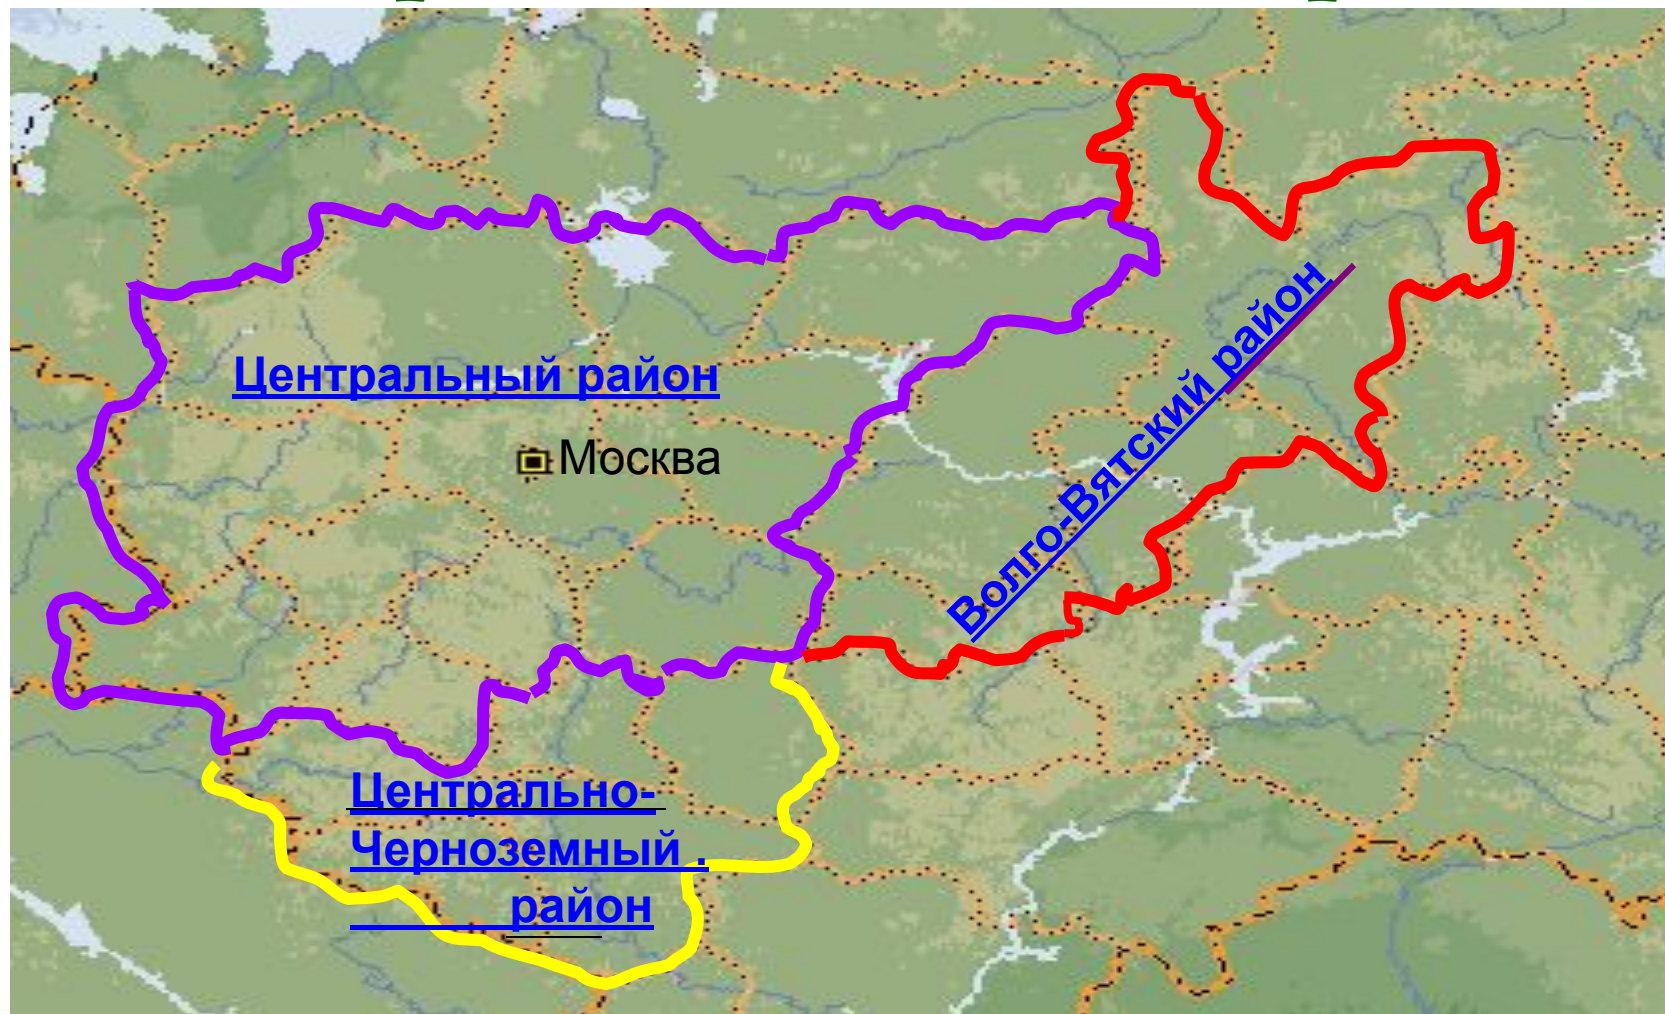 Центральный район
Москва
Волго-Вятский район
Центрально-
Черноземный .
район